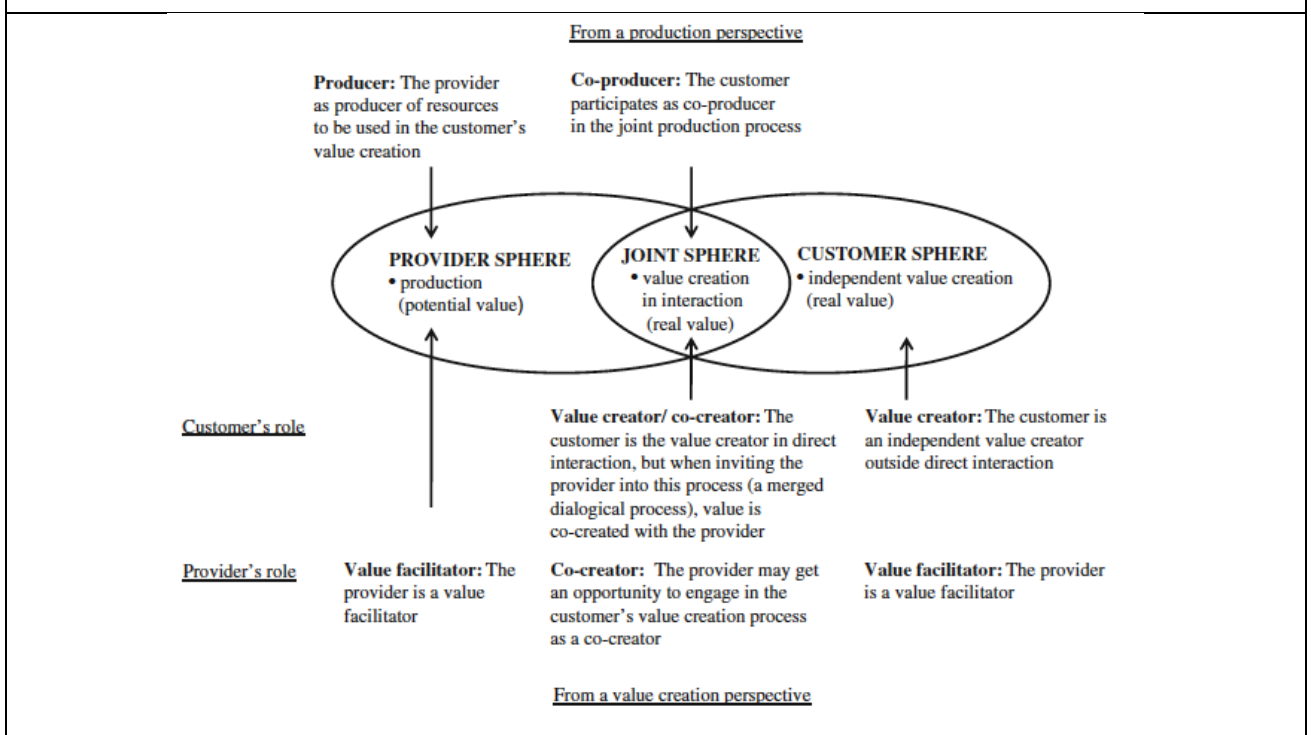 From a production perspective
Producer: The provider
as producer of resources
to be used in the customer's
value creation
Co-producer: The customer
participates as co-producer
in the joint production process
PROVIDER SPHERE
• production
(potential value)
JOINT SPHERE
• value creation
in interaction
(real value)
CUSTOMER SPHERE
• independent value creation
(real value)
Customer's role
Value creator/ co-creator: The
customer is the value creator in direct
interaction, but when inviting the
provider into this process (a merged
dialogical process), value is
co-created with the provider
Value creator: The customer is
an independent value creator
outside direct interaction
Provider's role
Value facilitator: The
provider is a value
facilitator
Co-creator: The provider may get
an opportunity to engage in the
customer's value creation process
as a co-creator
Value facilitator: The provider
is a value facilitator
From a value creation perspective